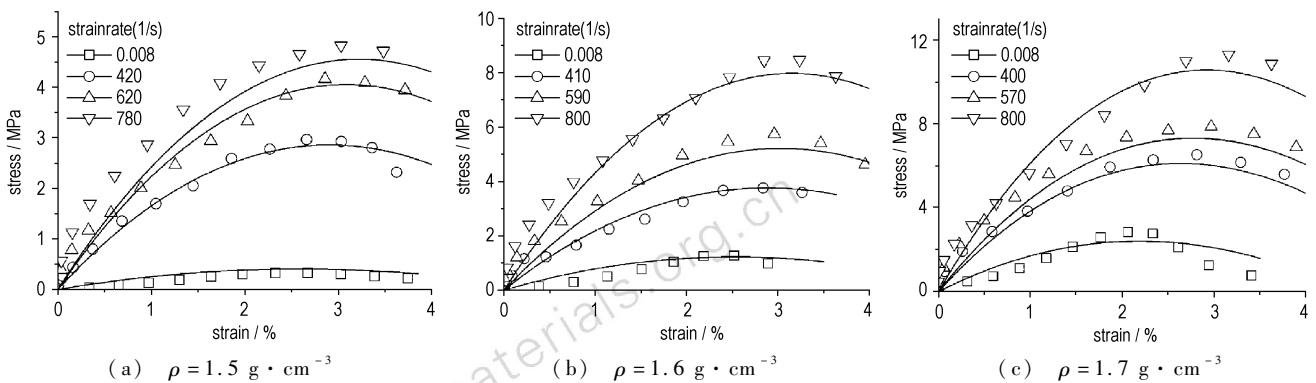 strainrate(1/s)
0.008
420
620
780
5
4
3
2
1
0
stress / MPa
0 1 2 3 4
strain / %
(a) ρ=1.5 g·cm⁻³
strainrate(1/s)
0.008
410
590
800
10
8
6
4
2
0
stress / MPa
0 1 2 3 4
strain / %
(b) ρ=1.6 g·cm⁻³
strainrate(1/s)
0.008
400
570
800
12
8
4
0
stress / MPa
0 1 2 3 4
strain / %
(c) ρ=1.7 g·cm⁻³
aterials.org.cn